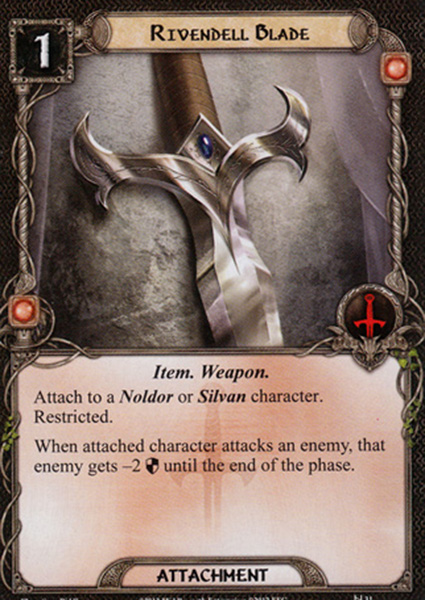 1
RIVENDELL BLADE
Item. Weapon.
Attach to a Noldor or Silvan character.
Restricted.
When attached character attacks an enemy, that
enemy gets –2 until the end of the phase.
ATTACHMENT